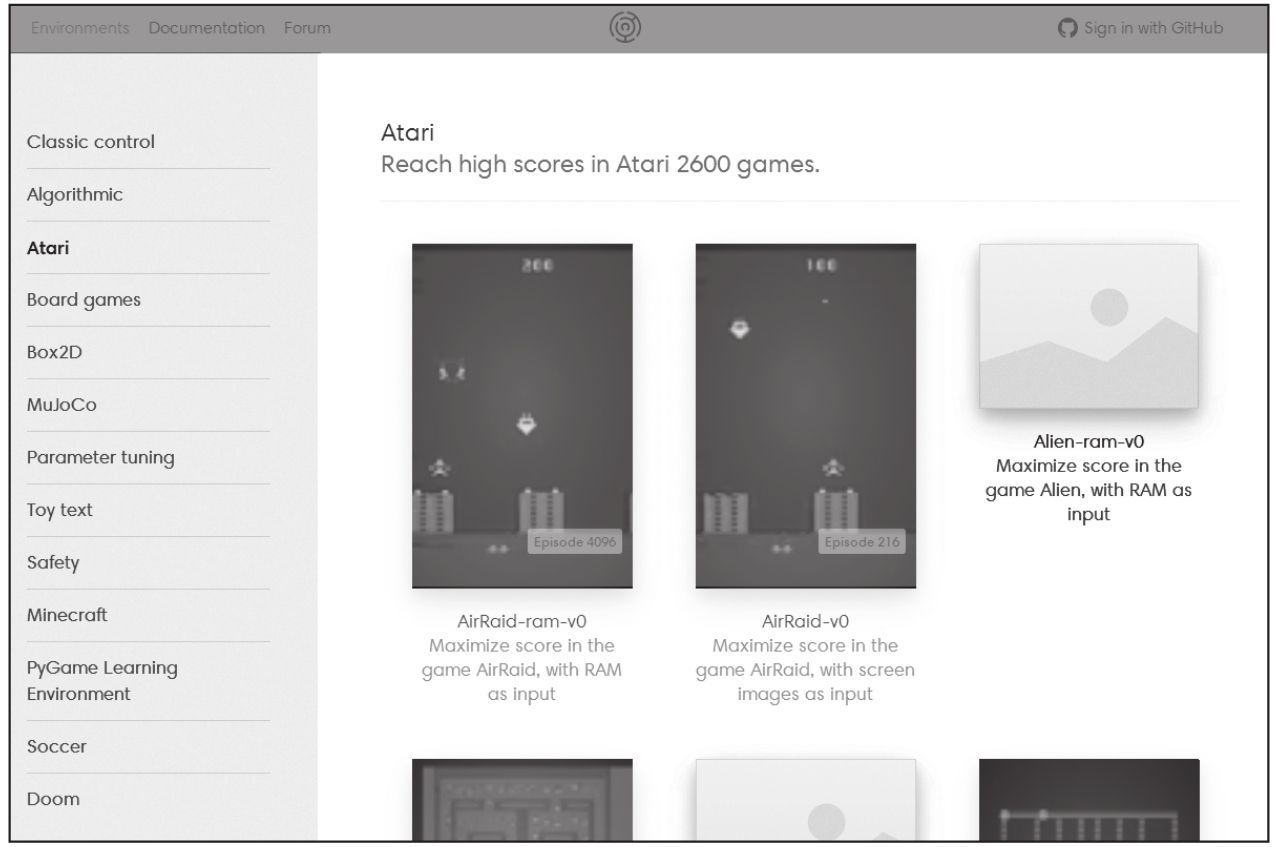 Environments Documentation Forum
Sign in with GitHub
Classic control
Algorithmic
Atari
Board games
Box2D
MuJoCo
Parameter tuning
Toy text
Safety
Minecraft
PyGame Learning
Environment
Soccer
Doom
Atari
Reach high scores in Atari 2600 games.
200
Episode 4096
AirRaid-ram-v0
Maximize score in the
game AirRaid, with RAM
as input
100
Episode 216
AirRaid-v0
Maximize score in the
game AirRaid, with screen
images as input
Alien-ram-v0
Maximize score in the
game Alien, with RAM as
input